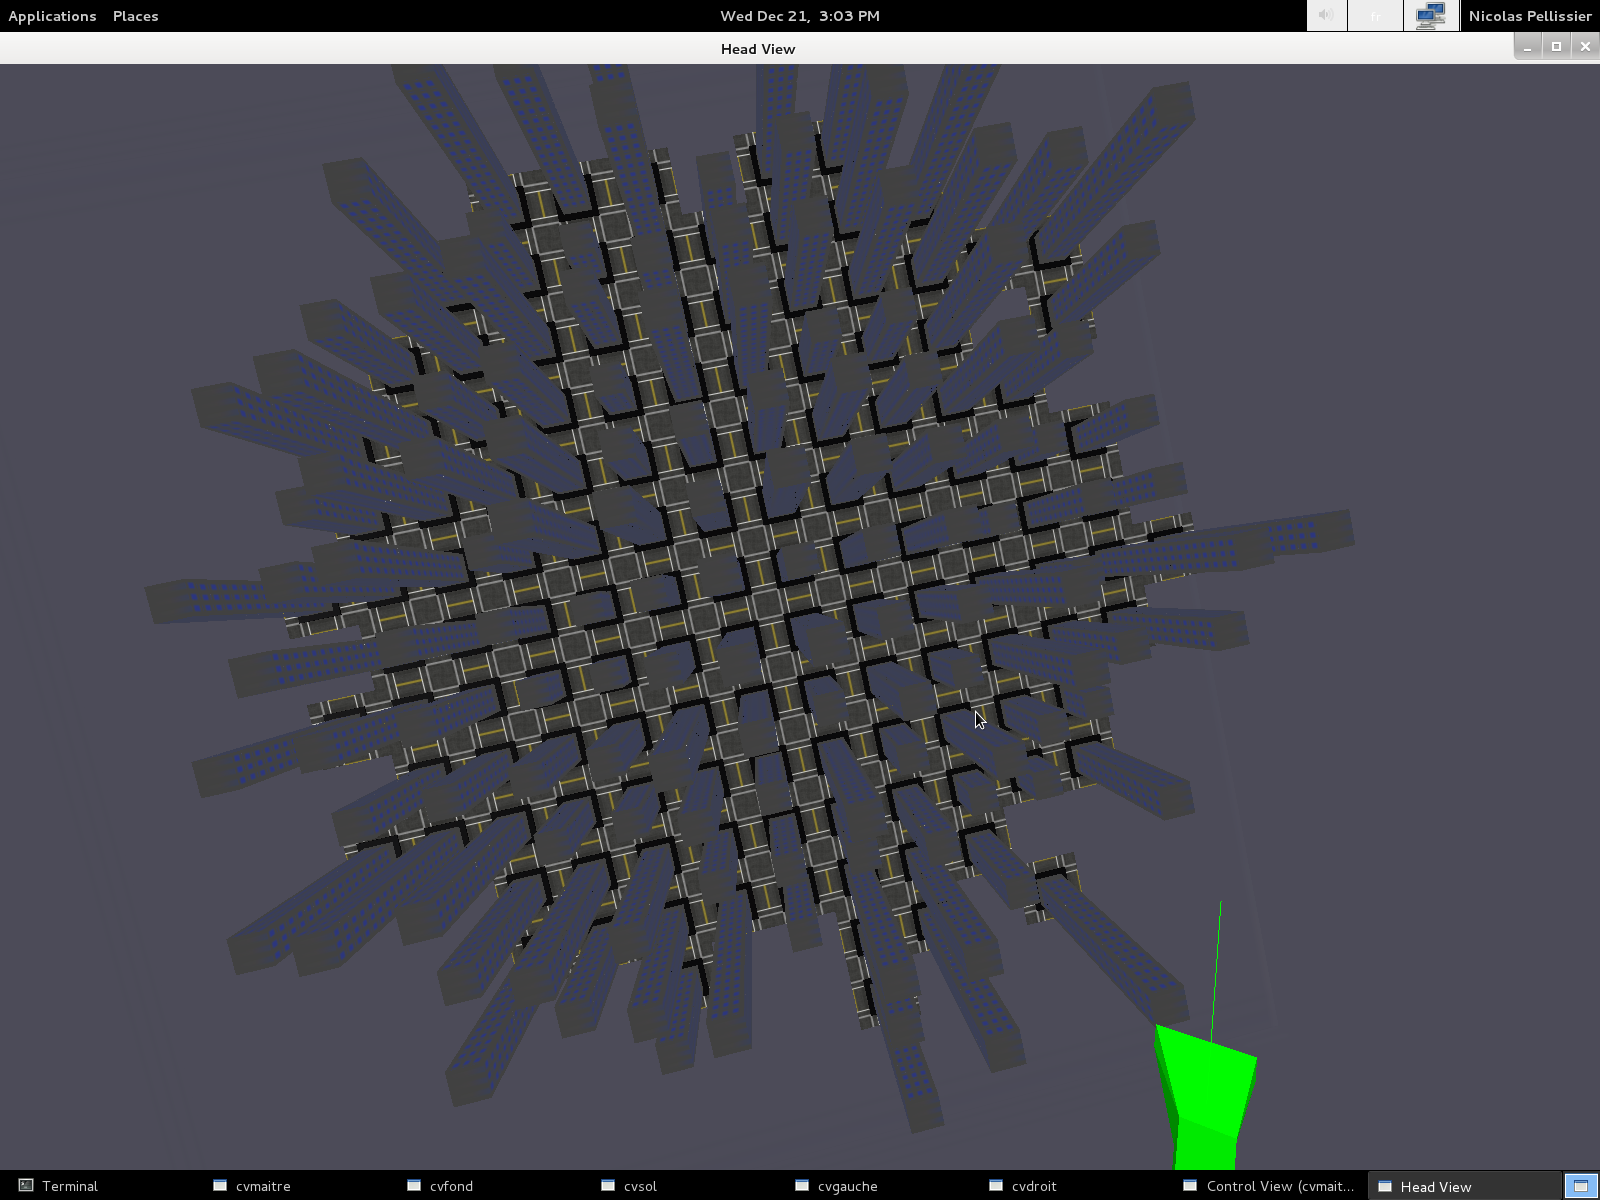 Applications Places Wed Dec 21, 3:03 PM fr Nicolas Pellissier
Head View
Terminal cvmaitre cvfond cvsol cvgauche cvdroit Control View (cvmait... Head View